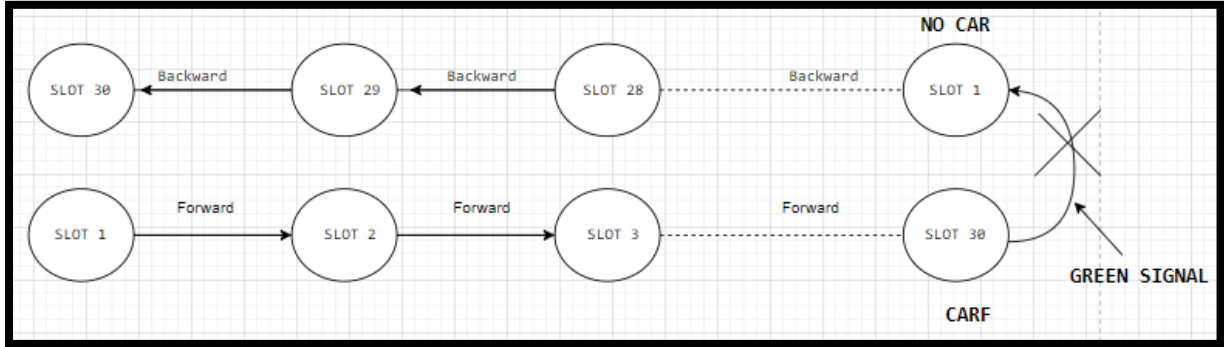 NO CAR
Backward Backward Backward
SLOT 30 SLOT 29 SLOT 28 SLOT 1
Forward Forward Forward
SLOT 1 SLOT 2 SLOT 3 SLOT 30
GREEN SIGNAL
CARF